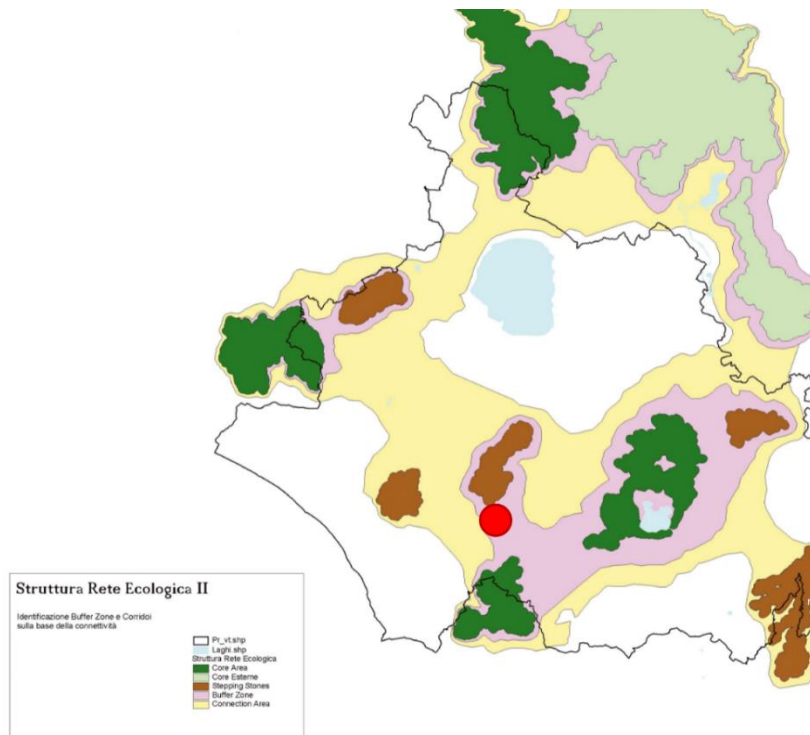 Struttura Rete Ecologica II
Identificazione Buffer Zone e Corridoi
sulla base della connettività
Pr_vt.shp
Laghi.shp
Struttura Rete Ecologica
Core Area
Core Esterne
Stepping Stones
Buffer Zone
Connection Area